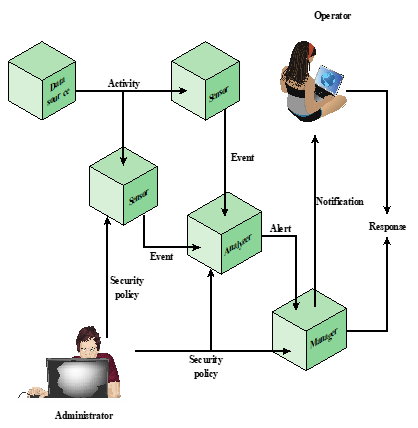 Operator
Data
source
Activity
Sensor
Event
Sensor
Notification
Analyzer
Alert
Response
Event
Security
policy
Manager
Security
policy
Administrator